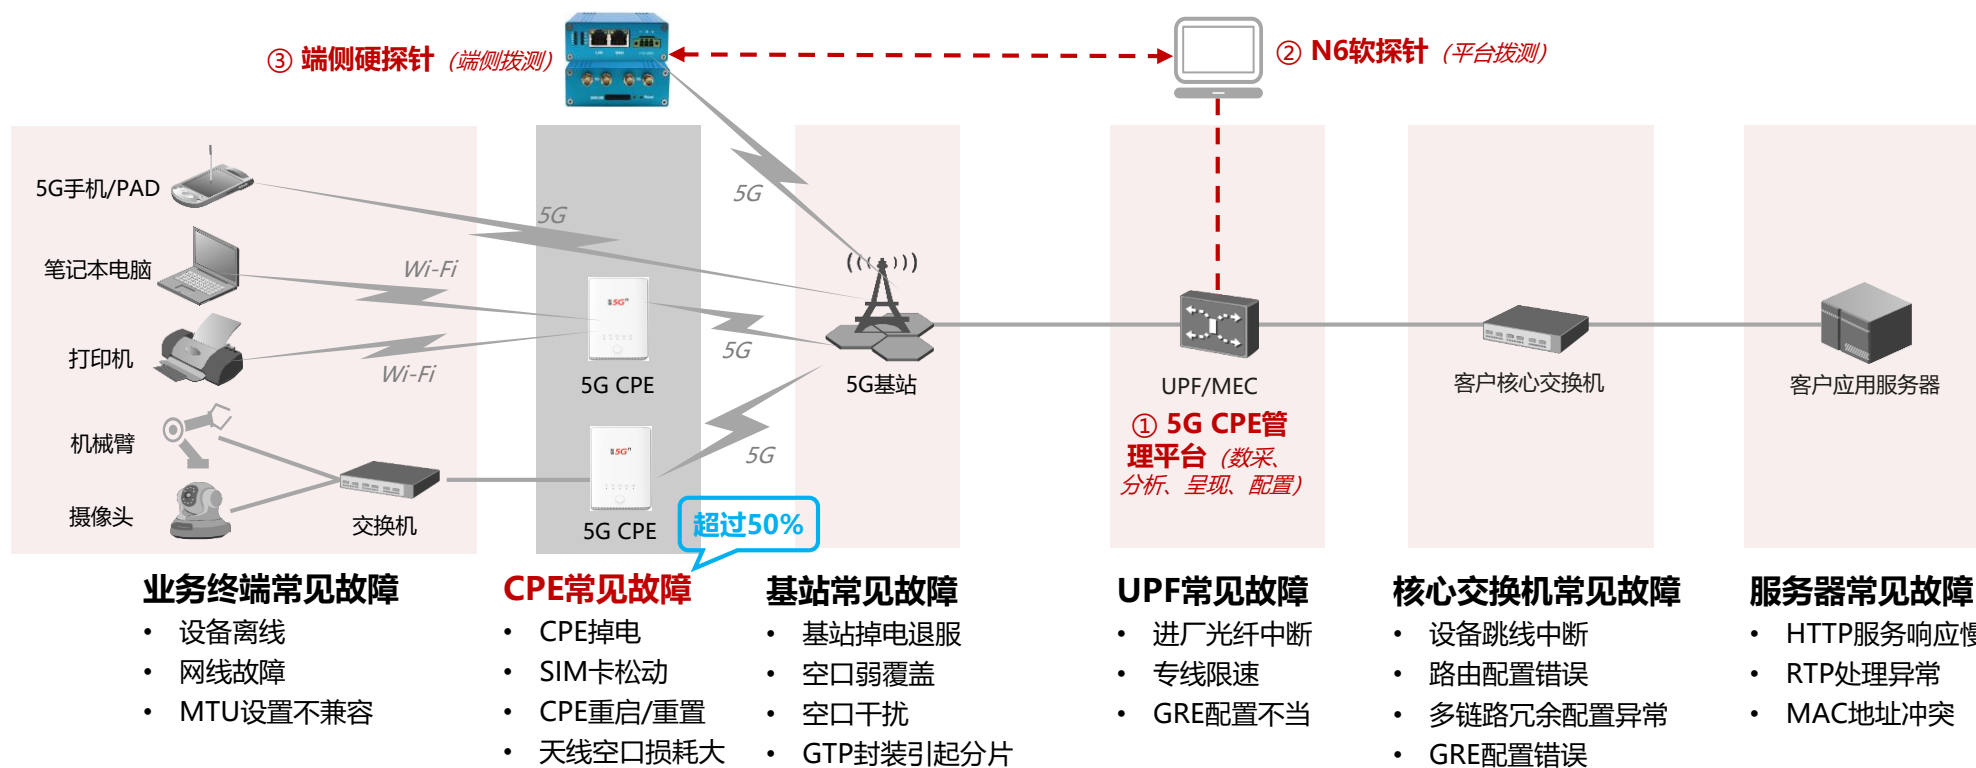 ③ 端侧硬探针（端侧拨测）
② N6软探针（平台拨测）
5G手机/PAD
5G
5G
笔记本电脑
Wi-Fi
5G
打印机
Wi-Fi
5G
5G CPE
5G基站
UPF/MEC
客户核心交换机
客户应用服务器
① 5G CPE管
理平台（数采、
分析、呈现、配置）
机械臂
5G
5G
摄像头
交换机
5G CPE
超过50%
业务终端常见故障
• 设备离线
• 网线故障
• MTU设置不兼容
CPE常见故障
• CPE掉电
• SIM卡松动
• CPE重启/重置
• 天线空口损耗大
基站常见故障
• 基站掉电退服
• 空口弱覆盖
• 空口干扰
• GTP封装引起分片
UPF常见故障
• 进厂光纤中断
• 专线限速
• GRE配置不当
核心交换机常见故障
• 设备跳线中断
• 路由配置错误
• 多链路冗余配置异常
• GRE配置错误
服务器常见故障
• HTTP服务响应慢
• RTP处理异常
• MAC地址冲突